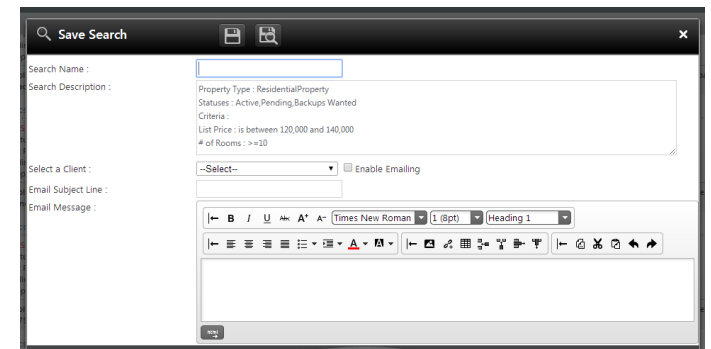 Save Search
Search Name :
Search Description :
Property Type : ResidentialProperty
Statuses : Active,Pending,Backups Wanted
Criteria :
List Price : is between 120,000 and 140,000
# of Rooms : >=10
Select a Client : --Select-- Enable Emailing
Email Subject Line :
Email Message :
B I U Abc A+ A- Times New Roman 1 (8pt) Heading 1
A A
html